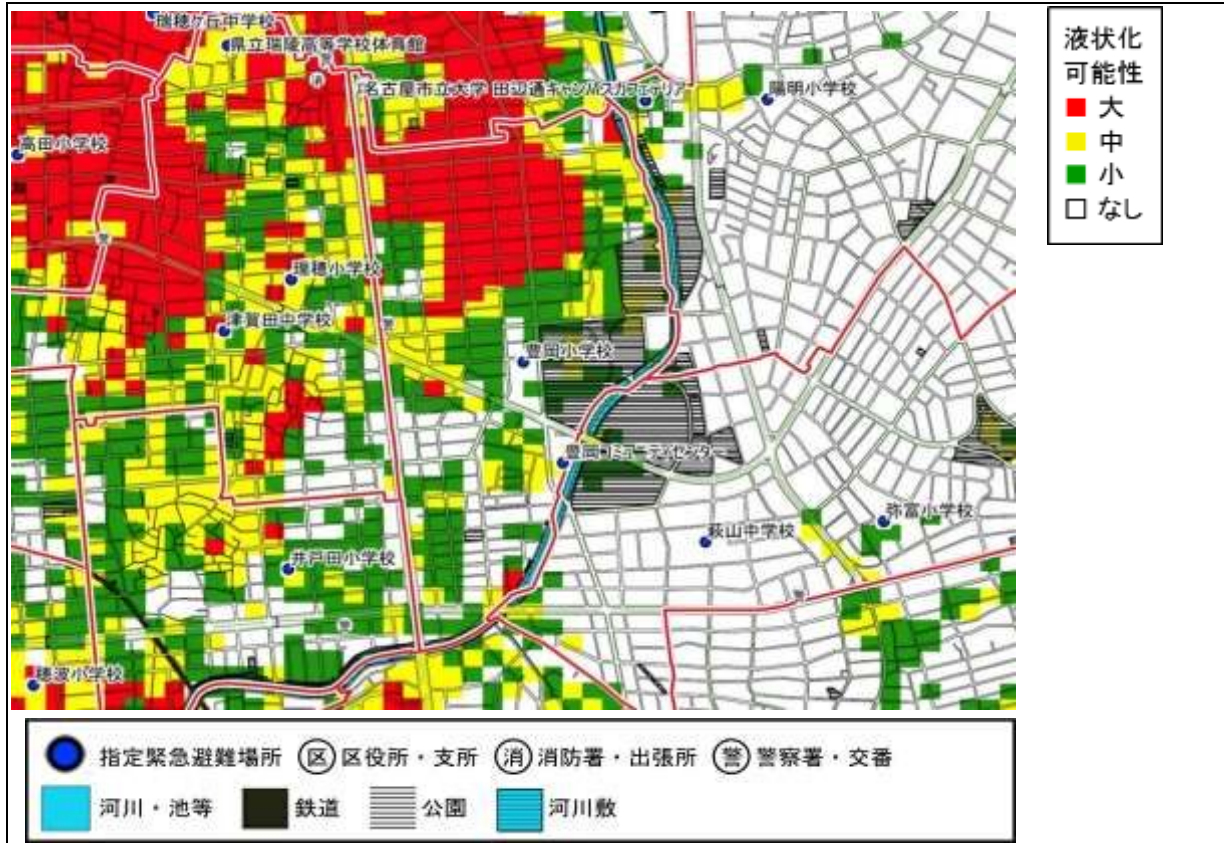 瑞穂ケ丘中学校
県立瑞陵高等学校体育館
名古屋市立大学 田辺通キャンパスカフェテリア
陽明小学校
高田小学校
瑞穂小学校
津賀田中学校
豊岡小学校
豊岡コミュニティセンター
弥富小学校
萩山中学校
井戸田小学校
穂波小学校
液状化
可能性
大
中
小
なし
指定緊急避難場所 区 区役所・支所 消 消防署・出張所 警 警察署・交番
河川・池等 鉄道 公園 河川敷